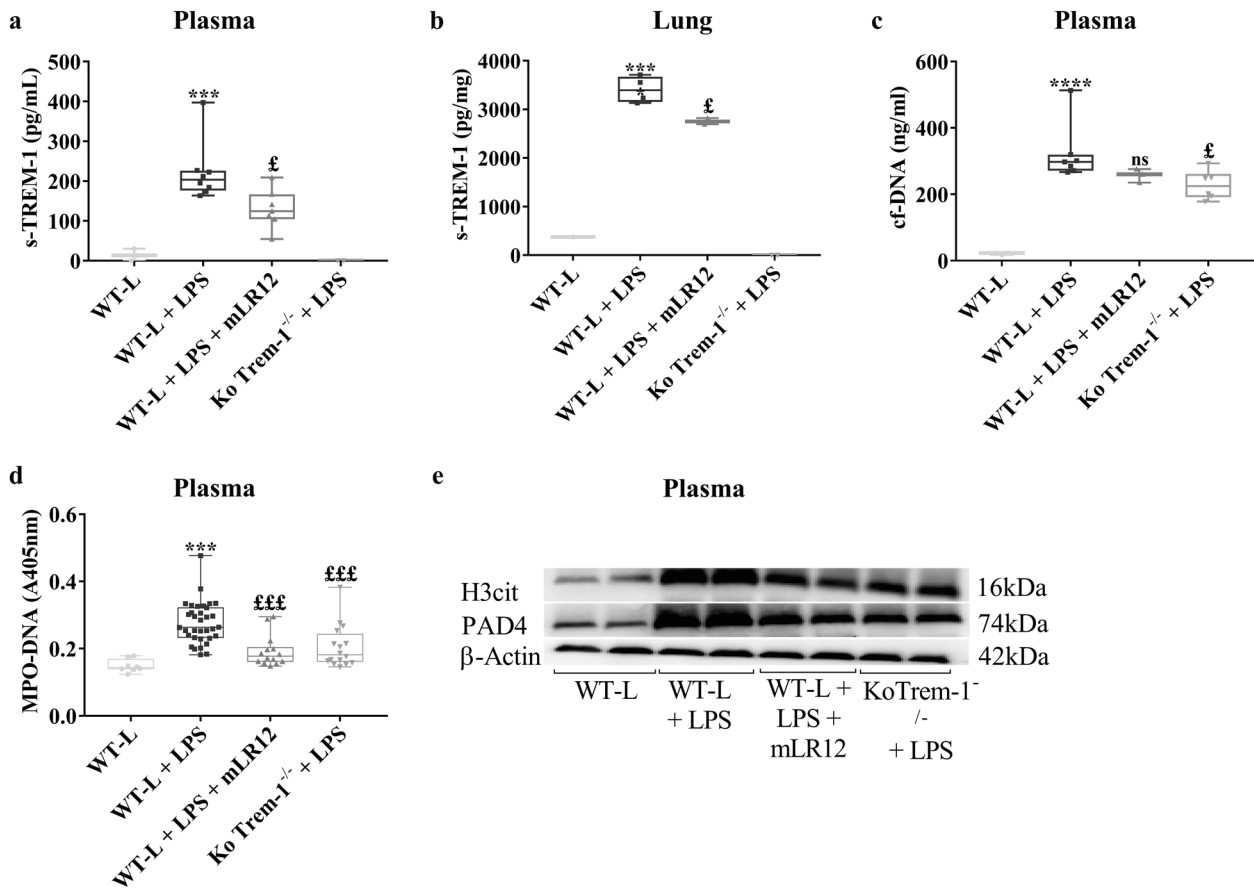 a
Plasma
s-TREM-1 (pg/mL)
500
400
300
200
100
0
***
£
WT-L
WT-L + LPS
WT-L + LPS + mLR12
Ko Trem-1-/- + LPS
b
Lung
s-TREM-1 (pg/mg)
4000
3000
2000
1000
0
***
*
£
WT-L
WT-L + LPS
WT-L + LPS + mLR12
Ko Trem-1-/- + LPS
c
Plasma
cf-DNA (ng/ml)
600
400
200
0
****
ns
£
WT-L
WT-L + LPS
WT-L + LPS + mLR12
Ko Trem-1-/- + LPS
d
Plasma
MPO-DNA (A405nm)
0.6
0.4
0.2
0.0
***
£££
£££
WT-L
WT-L + LPS
WT-L + LPS + mLR12
Ko Trem-1-/- + LPS
e
Plasma
H3cit 16kDa
PAD4 74kDa
β-Actin 42kDa
WT-L
WT-L
+ LPS
WT-L +
LPS +
mLR12
KoTrem-1-
/-
+ LPS